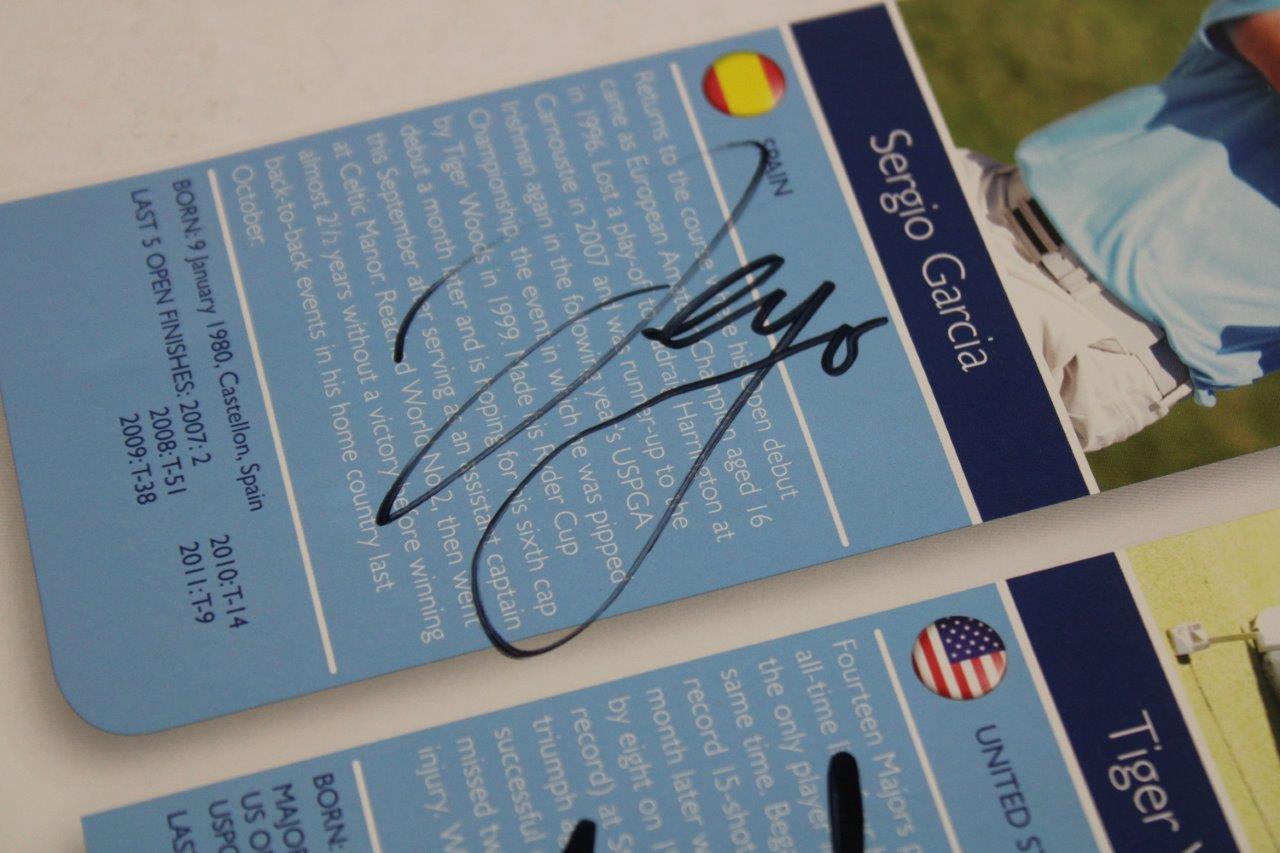 Sergio Garcia
SPAIN
Returns to the course where he his Open debut
came as European Amateur Champion aged 16
in 1996. Lost a play-off to Padraig Harrington at
Carnoustie in 2007 and was runner-up to the
Irishman again in the following year's USPGA
Championship, the event in which he was pipped
by Tiger Woods in 1999. Made his Ryder Cup
debut a month later and is hoping for his sixth cap
this September after serving as an assistant captain
at Celtic Manor. Reached World No 2, then went
almost 2½ years without a victory before winning
back-to-back events in his home country last
October.
BORN: 9 January 1980, Castellon, Spain
LAST 5 OPEN FINISHES: 2007: 2 2010: T-14
2008: T-51 2011: T-9
2009: T-38
Sergio
Tiger
UNITED
Fourteen Majors
all-time
the only player
same time. Beg
record 15-shot
month later w
by eight on
record) at S
triumph
successful
missed tw
injury. W
BORN:
MAJO
US O
USPG
LAS